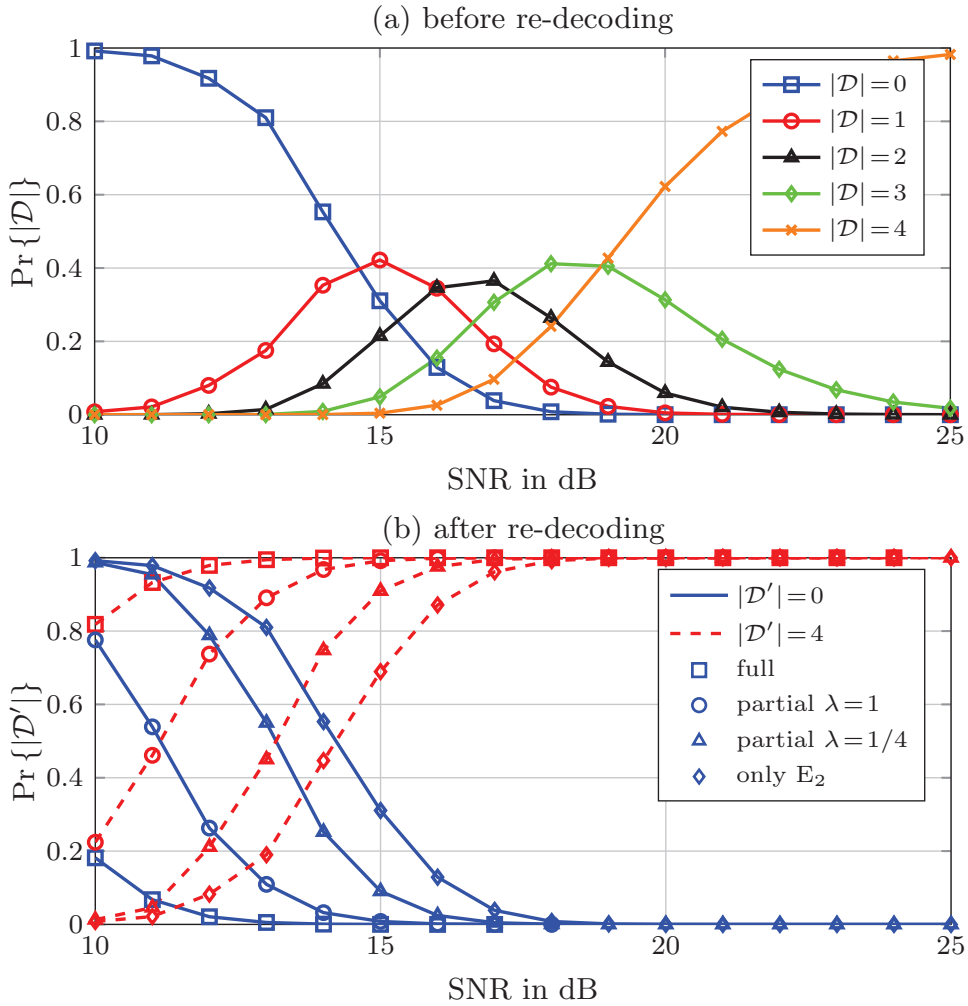 (a) before re-decoding
1
0.8
0.6
0.4
0.2
0
Pr{|𝒟|}
|𝒟|=0
|𝒟|=1
|𝒟|=2
|𝒟|=3
|𝒟|=4
10
15
20
25
SNR in dB
(b) after re-decoding
1
0.8
0.6
0.4
0.2
0
Pr{|𝒟′|}
|𝒟′|=0
|𝒟′|=4
full
partial λ=1
partial λ=1/4
only E₂
10
15
20
25
SNR in dB